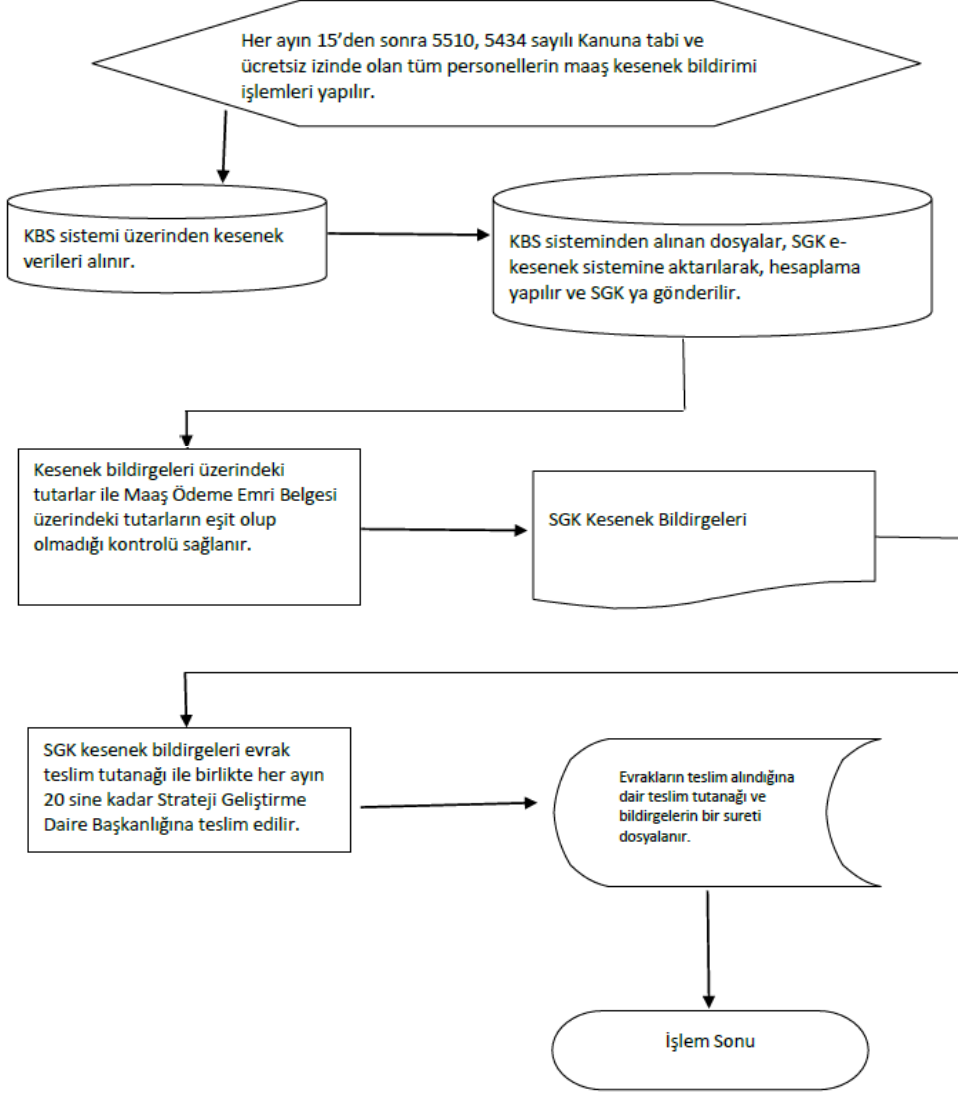 Her ayın 15’den sonra 5510, 5434 sayılı Kanuna tabi ve
ücretsiz izinde olan tüm personellerin maaş kesenek bildirimi
işlemleri yapılır.
KBS sistemi üzerinden kesenek
verileri alınır.
KBS sisteminden alınan dosyalar, SGK e-
kesenek sistemine aktarılarak, hesaplama
yapılır ve SGK ya gönderilir.
Kesenek bildirgeleri üzerindeki
tutarlar ile Maaş Ödeme Emri Belgesi
üzerindeki tutarların eşit olup
olmadığı kontrolü sağlanır.
SGK Kesenek Bildirgeleri
SGK kesenek bildirgeleri evrak
teslim tutanağı ile birlikte her ayın
20 sine kadar Strateji Geliştirme
Daire Başkanlığına teslim edilir.
Evrakların teslim alındığına
dair teslim tutanağı ve
bildirgelerin bir sureti
dosyalanır.
İşlem Sonu